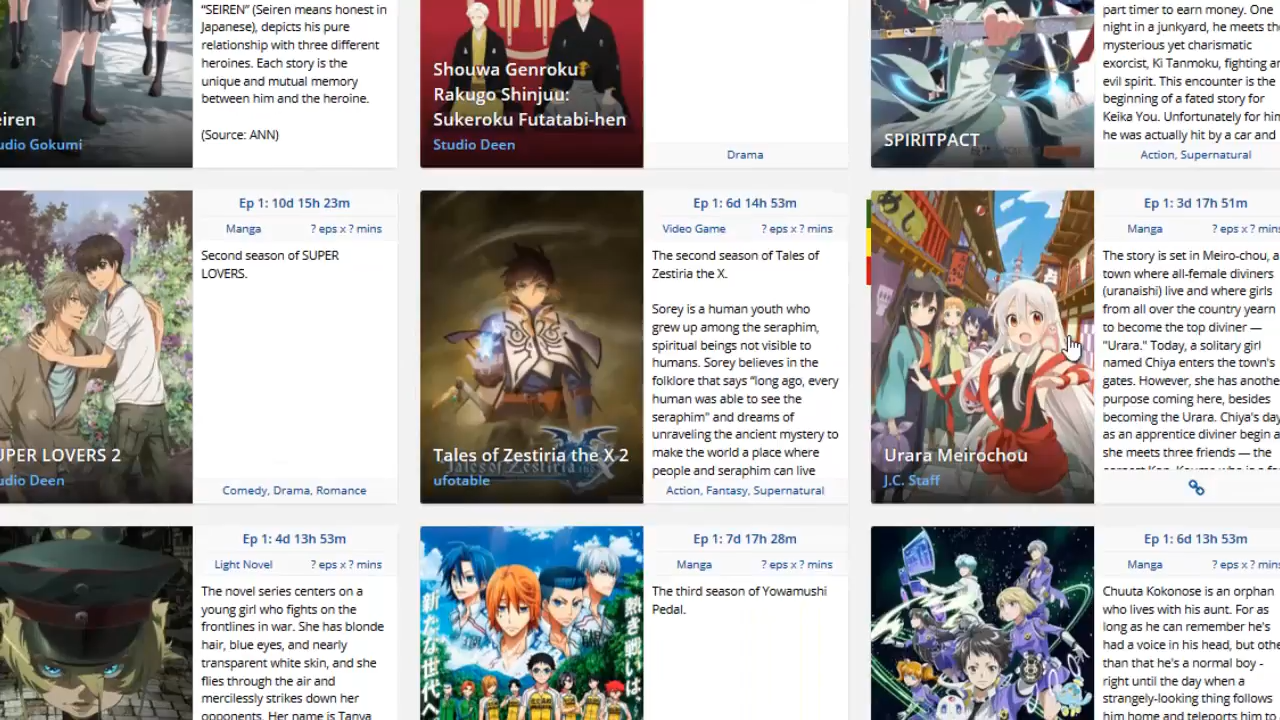 “SEIREN” (Seiren means honest in
Japanese), depicts his pure
relationship with three different
heroines. Each story is the
unique and mutual memory
between him and the heroine.
(Source: ANN)
eiren
udio Gokumi
Shouwa Genroku
Rakugo Shinjuu:
Sukeroku Futatabi-hen
Studio Deen
Drama
SPIRITPACT
part timer to earn money. One
night in a junkyard, he meets th
mysterious yet charismatic
exorcist, Ki Tanmoku, fighting an
evil spirit. This encounter is the
beginning of a fated story for
Keika You. Unfortunately for him
he was actually hit by a car and
Action, Supernatural
UPER LOVERS 2
udio Deen
Ep 1: 10d 15h 23m
Manga ? eps x ? mins
Second season of SUPER
LOVERS.
Comedy, Drama, Romance
Tales of Zestiria the X 2
ufotable
Ep 1: 6d 14h 53m
Video Game ? eps x ? mins
The second season of Tales of
Zestiria the X.
Sorey is a human youth who
grew up among the seraphim,
spiritual beings not visible to
humans. Sorey believes in the
folklore that says "long ago, every
human was able to see the
seraphim" and dreams of
unraveling the ancient mystery to
make the world a place where
people and seraphim can live
Action, Fantasy, Supernatural
Urara Meirochou
J.C. Staff
Ep 1: 3d 17h 51m
Manga ? eps x ? mins
The story is set in Meiro-chou, a
town where all-female diviners
(uranaishi) live and where girls
from all over the country yearn
to become the top diviner —
"Urara." Today, a solitary girl
named Chiya enters the town's
gates. However, she has anothe
purpose coming here, besides
becoming the Urara. Chiya's day
as an apprentice diviner begin a
she meets three friends — the
Ep 1: 4d 13h 53m
Light Novel ? eps x ? mins
The novel series centers on a
young girl who fights on the
frontlines in war. She has blonde
hair, blue eyes, and nearly
transparent white skin, and she
flies through the air and
mercilessly strikes down her
opponents. Her name is Tanya
新たな世代へ
熱き戦いは
Ep 1: 7d 17h 28m
Manga ? eps x ? mins
The third season of Yowamushi
Pedal.
Ep 1: 6d 13h 53m
Manga ? eps x ? mins
Chuuta Kokonose is an orphan
who lives with his aunt. For as
long as he can remember he's
had a voice in his head, but othe
than that he's a normal boy -
right until the day when a
strangely-looking thing follows
him home and teleports him to